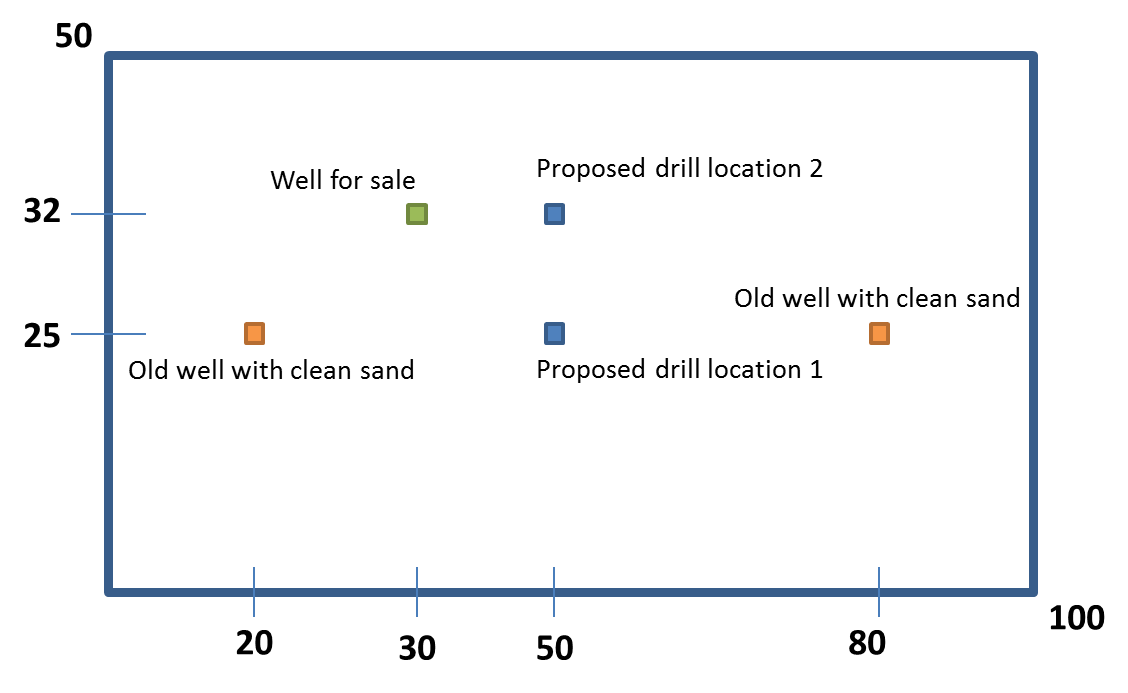 50
Proposed drill location 2
Well for sale
32
Old well with clean sand
25
Old well with clean sand
Proposed drill location 1
100
20
30
50
80